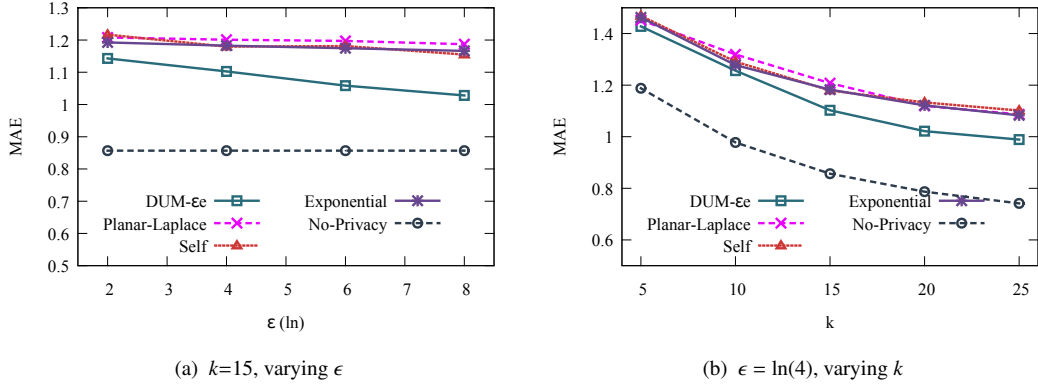 1.3
1.2
1.1
1
0.9
0.8
0.7
0.6
0.5
MAE
2 3 4 5 6 7 8
ε (ln)
DUM-εe
Planar-Laplace
Self
Exponential
No-Privacy
(a) k=15, varying ϵ
1.4
1.2
1.0
0.8
0.6
MAE
5 10 15 20 25
k
DUM-εe
Planar-Laplace
Self
Exponential
No-Privacy
(b) ϵ = ln(4), varying k